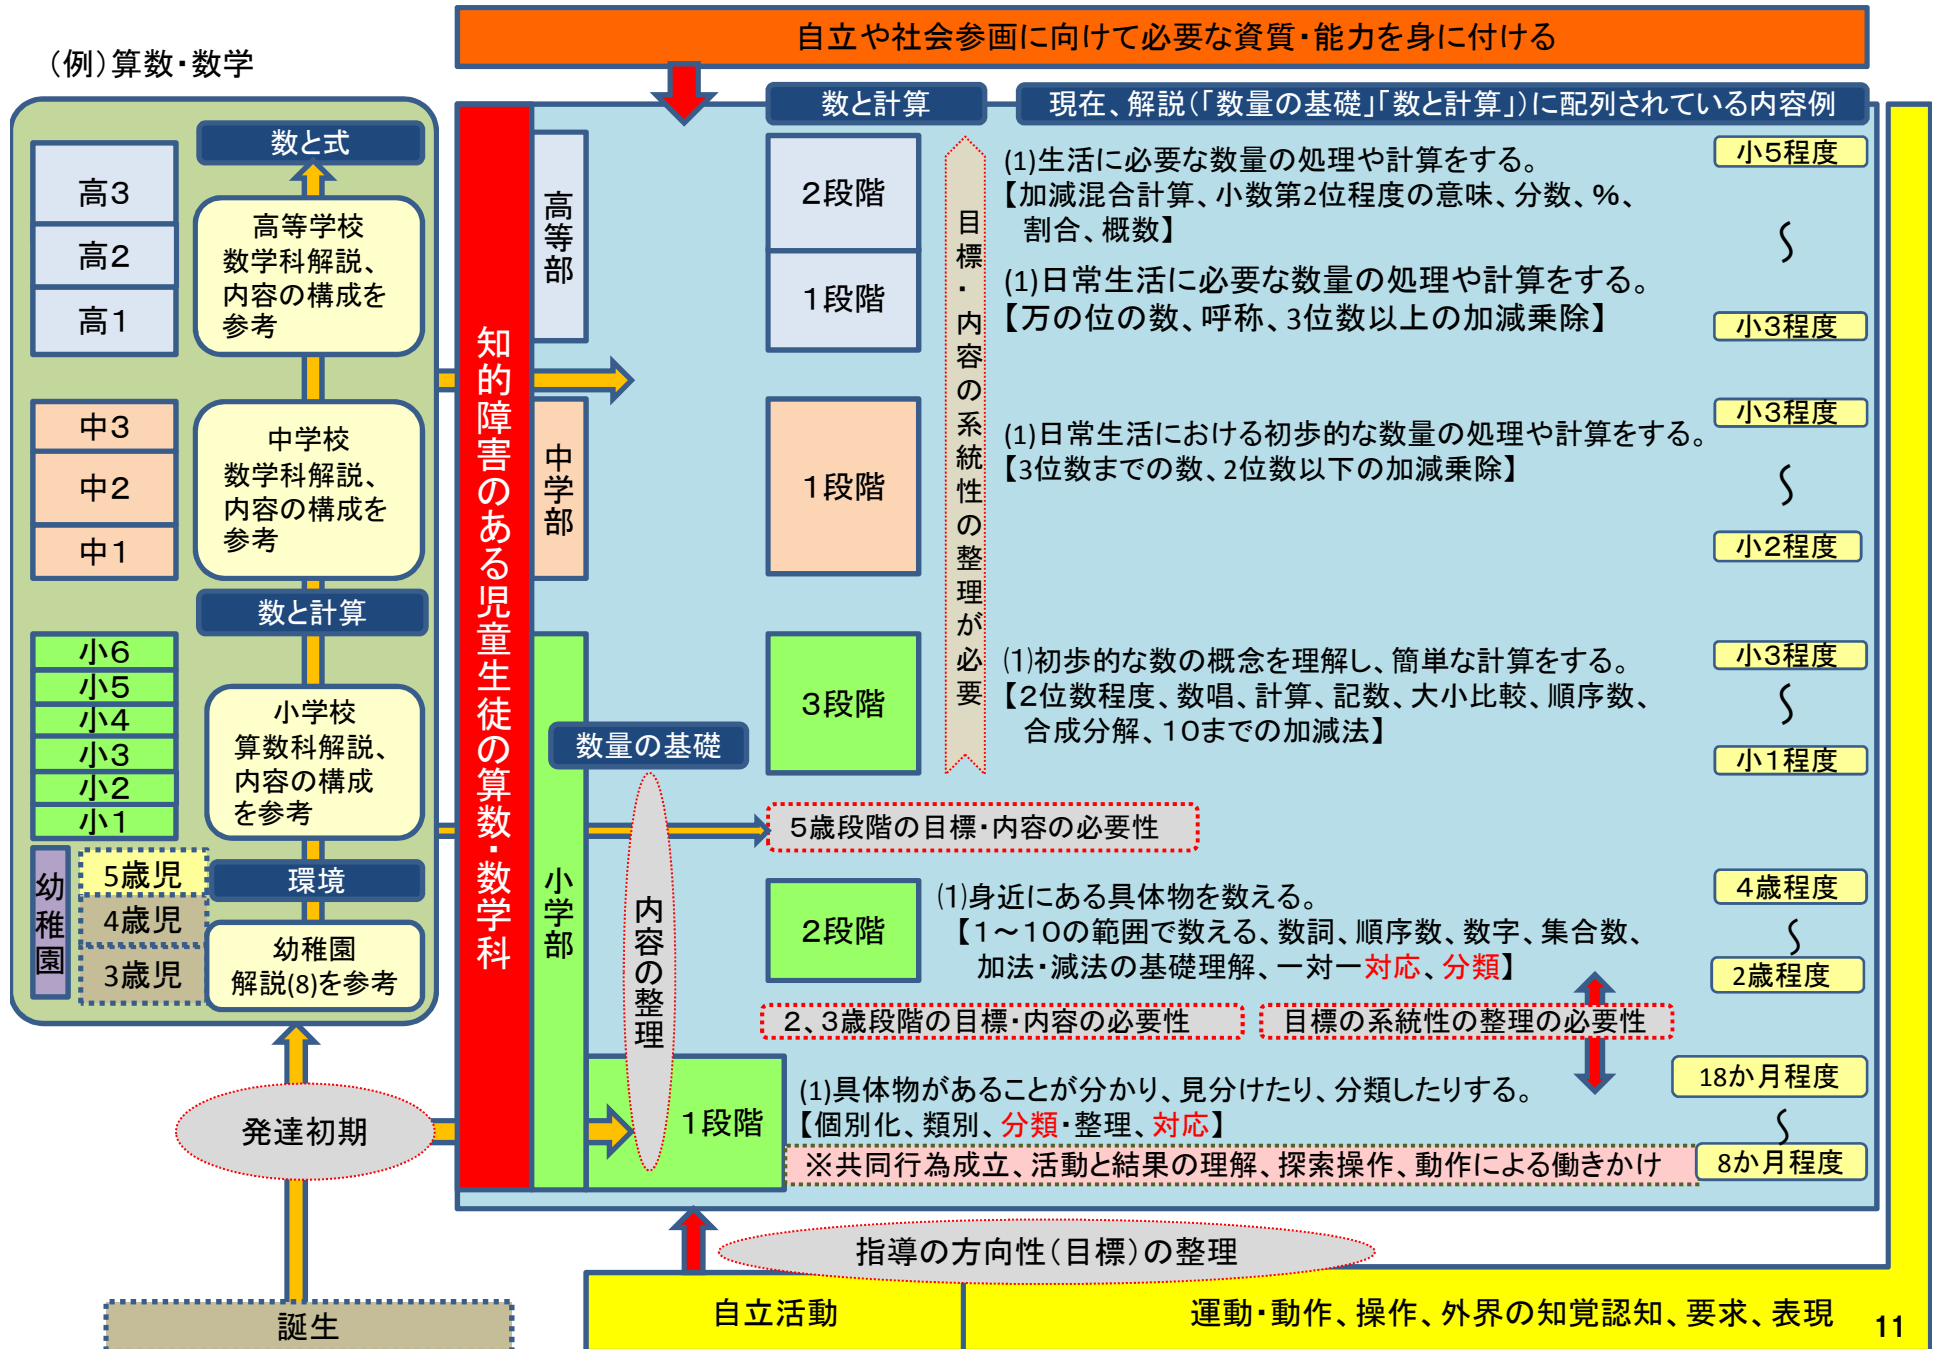 (例)算数・数学
自立や社会参画に向けて必要な資質・能力を身に付ける
数と式
高3
高2
高1
高等学校
数学科解説、
内容の構成を
参考
中3
中2
中1
中学校
数学科解説、
内容の構成を
参考
数と計算
小6
小5
小4
小3
小2
小1
小学校
算数科解説、
内容の構成
を参考
幼稚園
5歳児
4歳児
3歳児
環境
幼稚園
解説(8)を参考
発達初期
誕生
知的障害のある児童生徒の算数・数学科
高等部
中学部
小学部
数量の基礎
内容の整理
数と計算
現在、解説(「数量の基礎」「数と計算」)に配列されている内容例
目標・内容の系統性の整理が必要
2段階
(1)生活に必要な数量の処理や計算をする。
【加減混合計算、小数第2位程度の意味、分数、%、
割合、概数】
小5程度
〜
1段階
(1)日常生活に必要な数量の処理や計算をする。
【万の位の数、呼称、3位数以上の加減乗除】
小3程度
1段階
(1)日常生活における初歩的な数量の処理や計算をする。
【3位数までの数、2位数以下の加減乗除】
小3程度
〜
小2程度
3段階
(1)初歩的な数の概念を理解し、簡単な計算をする。
【2位数程度、数唱、計算、記数、大小比較、順序数、
合成分解、10までの加減法】
小3程度
〜
小1程度
5歳段階の目標・内容の必要性
2段階
(1)身近にある具体物を数える。
【1～10の範囲で数える、数詞、順序数、数字、集合数、
加法・減法の基礎理解、一対一対応、分類】
4歳程度
〜
2歳程度
2、3歳段階の目標・内容の必要性
目標の系統性の整理の必要性
1段階
(1)具体物があることが分かり、見分けたり、分類したりする。
【個別化、類別、分類・整理、対応】
※共同行為成立、活動と結果の理解、探索操作、動作による働きかけ
18か月程度
〜
8か月程度
指導の方向性(目標)の整理
自立活動
運動・動作、操作、外界の知覚認知、要求、表現
11